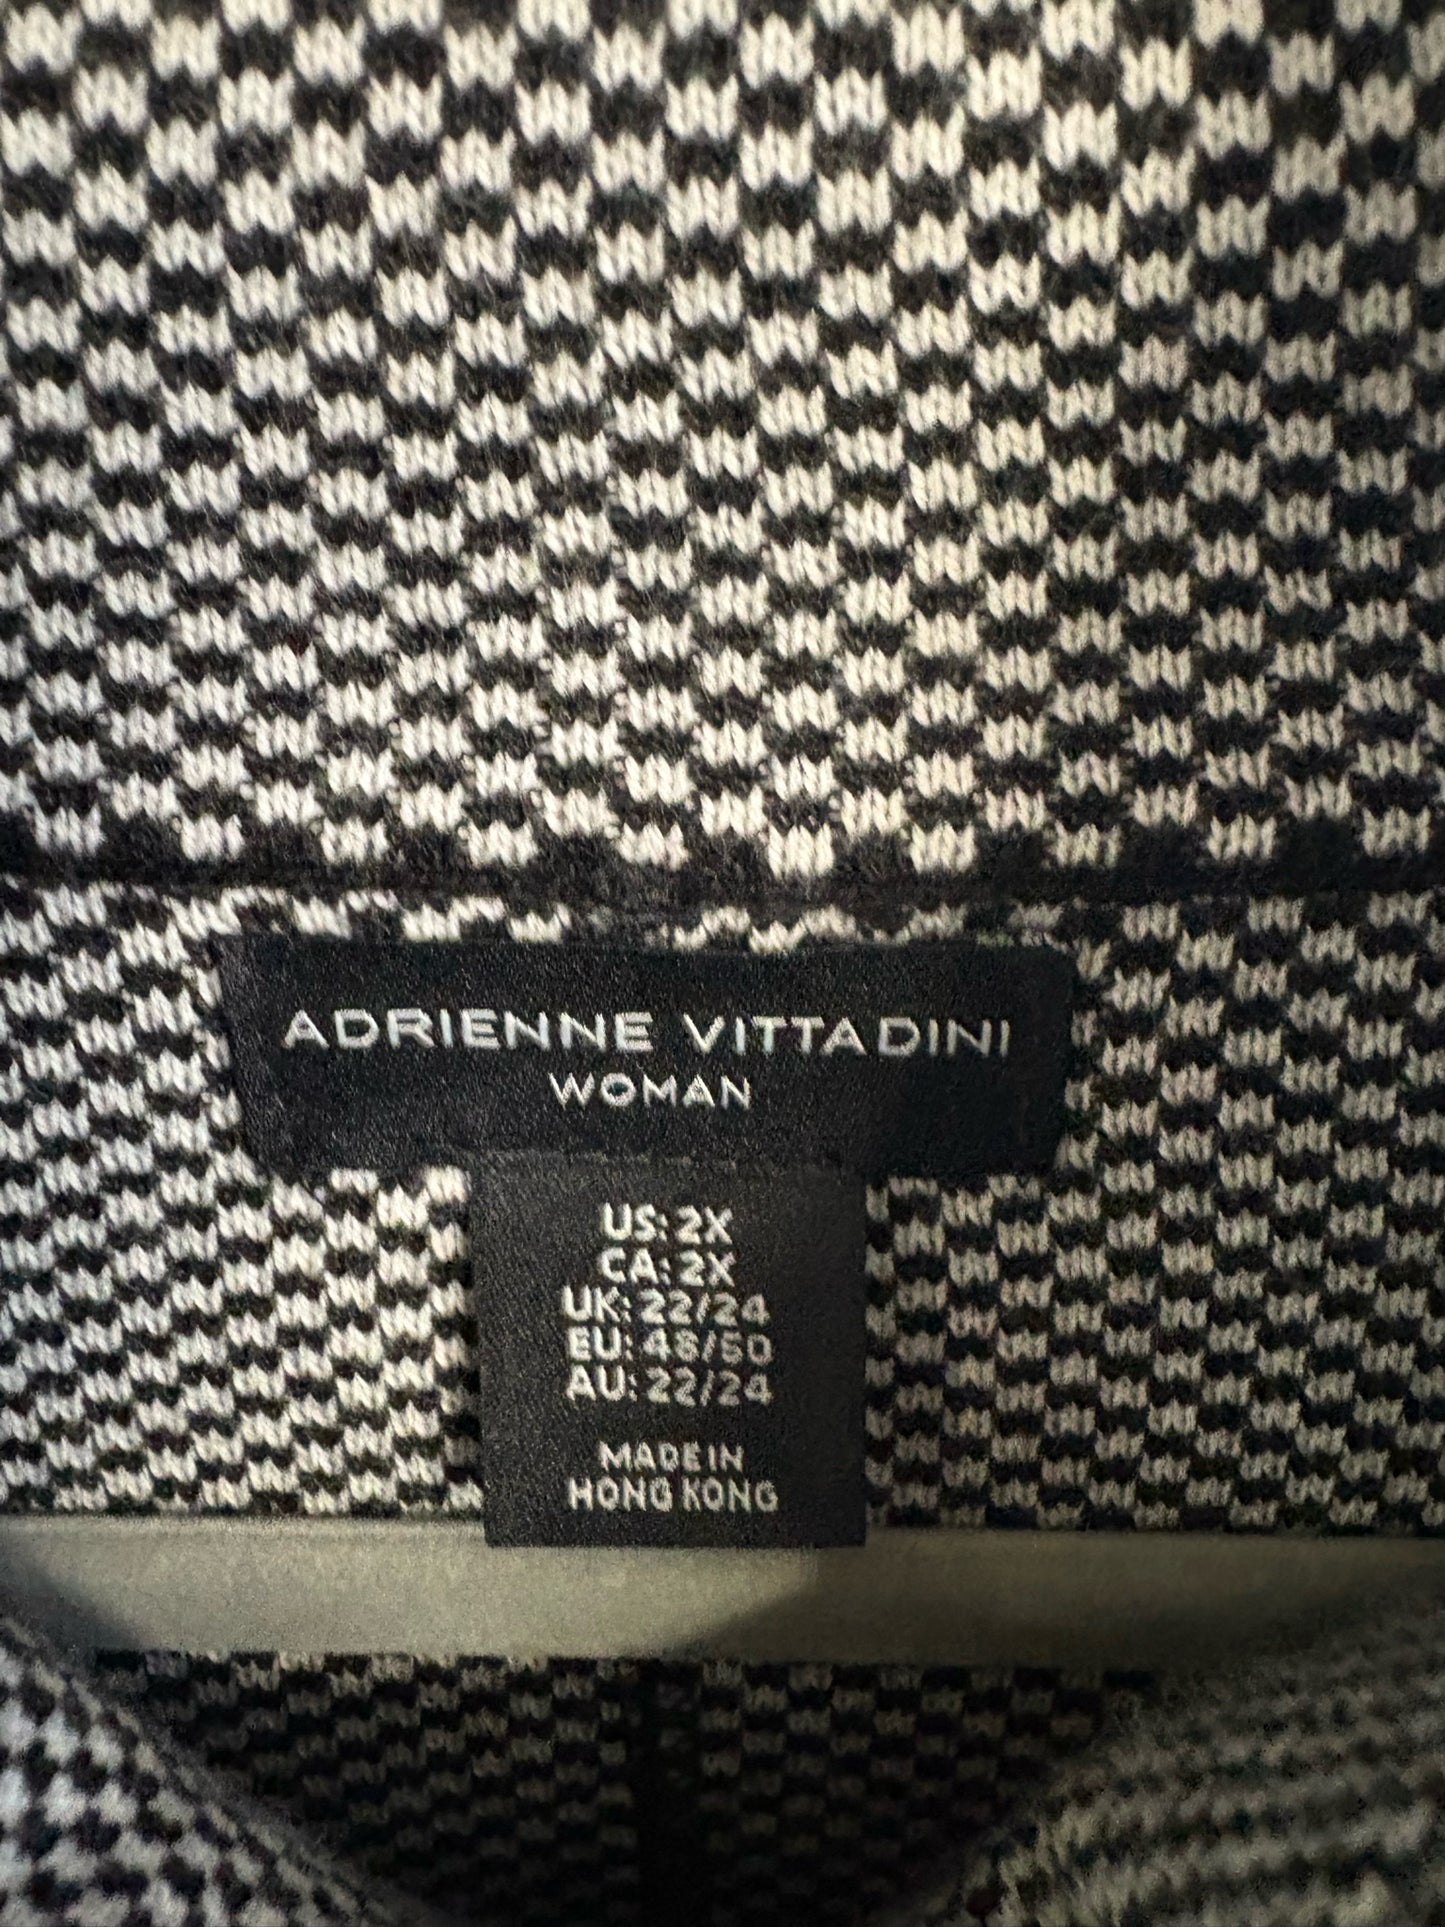 ADRIENNE VITTADINI
WOMAN
US: 2X
CA: 2X
UK: 22/24
EU: 48/50
AU: 22/24
MADE IN
HONG KONG